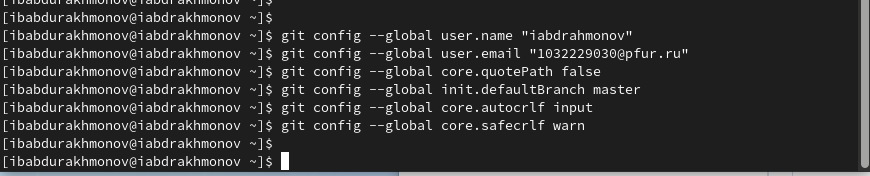 [ibabdurakhmonov@iabdrakhmonov ~]$
[ibabdurakhmonov@iabdrakhmonov ~]$
[ibabdurakhmonov@iabdrakhmonov ~]$ git config --global user.name "iabdrahmonov"
[ibabdurakhmonov@iabdrakhmonov ~]$ git config --global user.email "1032229030@pfur.ru"
[ibabdurakhmonov@iabdrakhmonov ~]$ git config --global core.quotePath false
[ibabdurakhmonov@iabdrakhmonov ~]$ git config --global init.defaultBranch master
[ibabdurakhmonov@iabdrakhmonov ~]$ git config --global core.autocrlf input
[ibabdurakhmonov@iabdrakhmonov ~]$ git config --global core.safecrlf warn
[ibabdurakhmonov@iabdrakhmonov ~]$
[ibabdurakhmonov@iabdrakhmonov ~]$